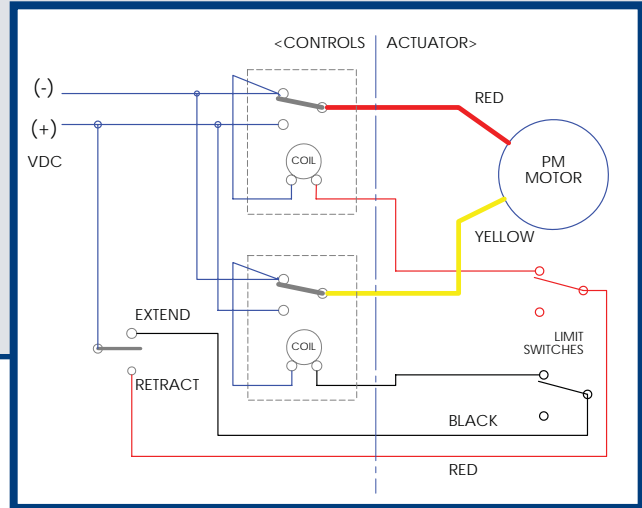 <CONTROLS
ACTUATOR>
(-)
(+)
VDC
RED
COIL
PM
MOTOR
YELLOW
EXTEND
COIL
LIMIT
SWITCHES
RETRACT
BLACK
RED